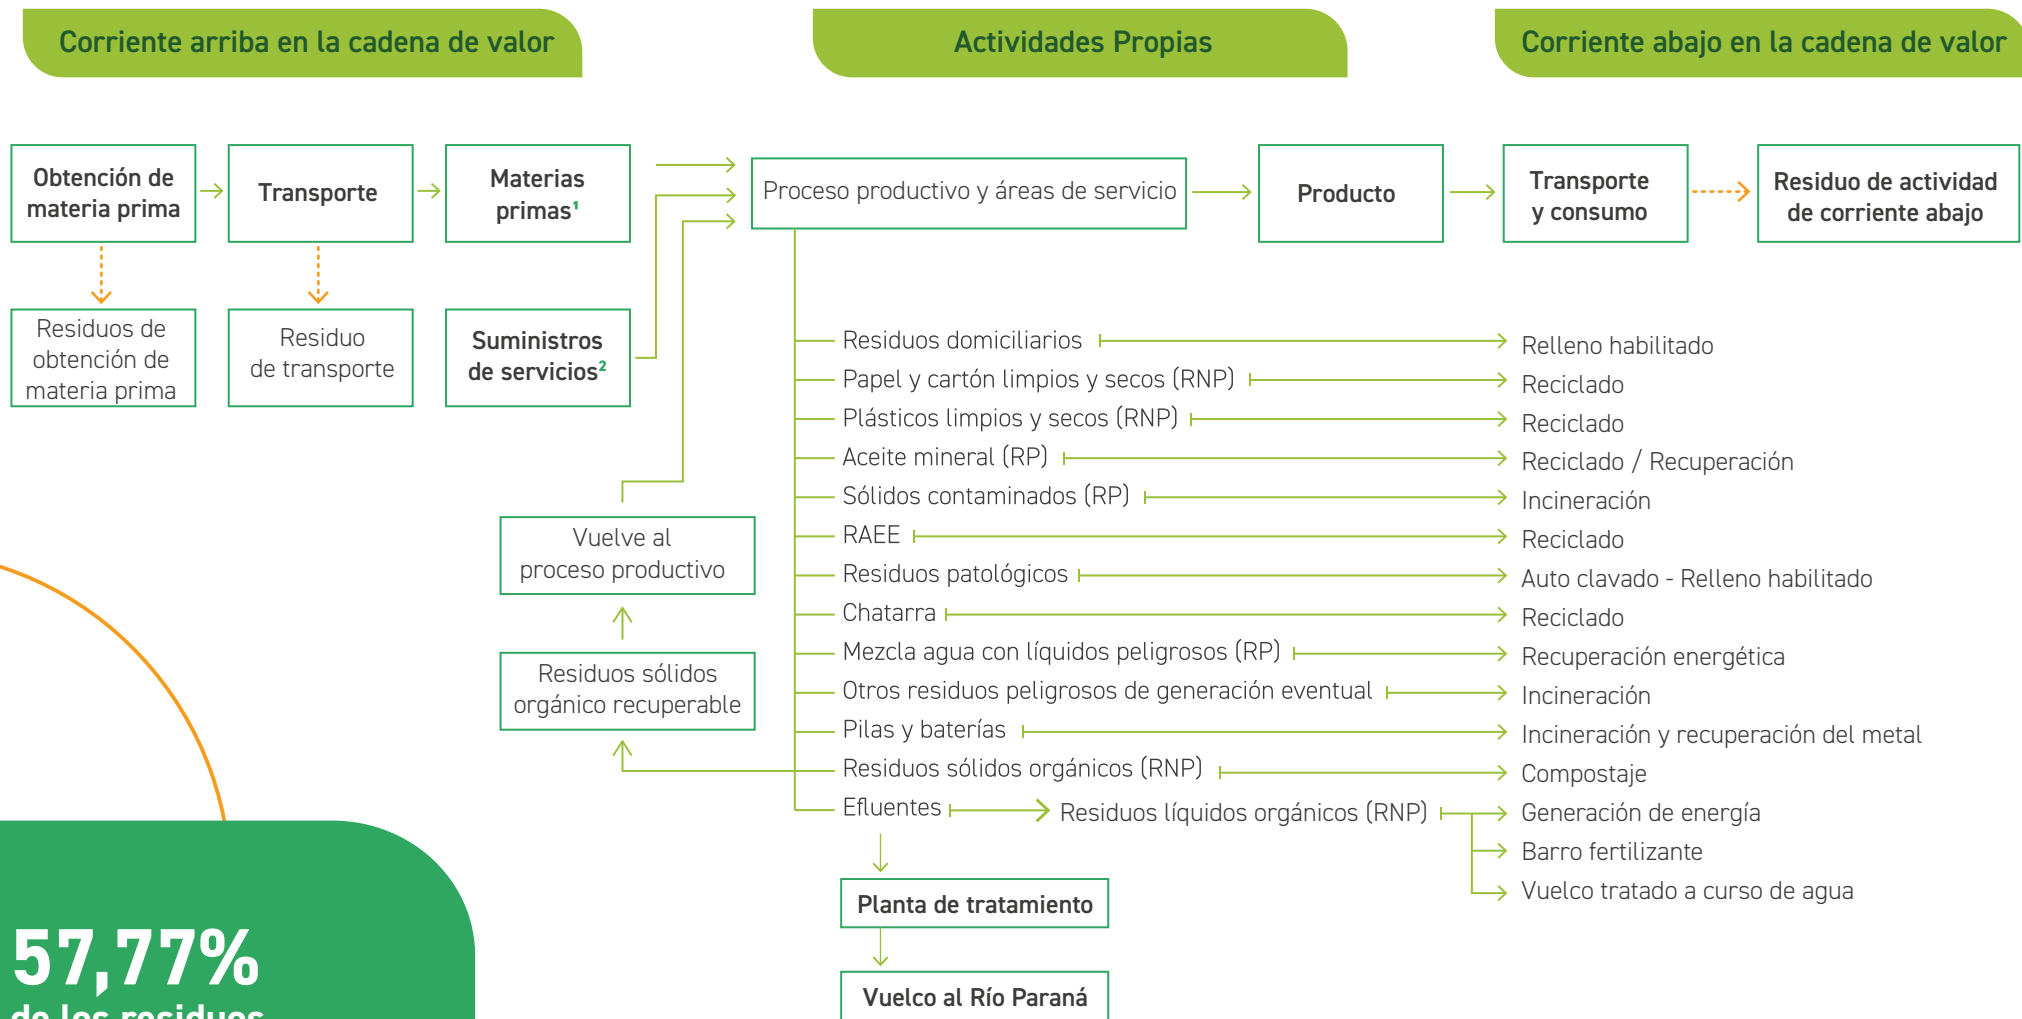 Corriente arriba en la cadena de valor
Actividades Propias
Corriente abajo en la cadena de valor
Obtención de
materia prima
Transporte
Materias
primas¹
Proceso productivo y áreas de servicio
Producto
Transporte
y consumo
Residuo de actividad
de corriente abajo
Residuos de
obtención de
materia prima
Residuo
de transporte
Suministros
de servicios²
Vuelve al
proceso productivo
Residuos sólidos
orgánico recuperable
Residuos domiciliarios
Relleno habilitado
Papel y cartón limpios y secos (RNP)
Reciclado
Plásticos limpios y secos (RNP)
Reciclado
Aceite mineral (RP)
Reciclado / Recuperación
Sólidos contaminados (RP)
Incineración
RAEE
Reciclado
Residuos patológicos
Auto clavado - Relleno habilitado
Chatarra
Reciclado
Mezcla agua con líquidos peligrosos (RP)
Recuperación energética
Otros residuos peligrosos de generación eventual
Incineración
Pilas y baterías
Incineración y recuperación del metal
Residuos sólidos orgánicos (RNP)
Compostaje
Efluentes
Residuos líquidos orgánicos (RNP)
Generación de energía
Barro fertilizante
Vuelco tratado a curso de agua
Planta de tratamiento
Vuelco al Río Paraná
57,77%
de los residuos